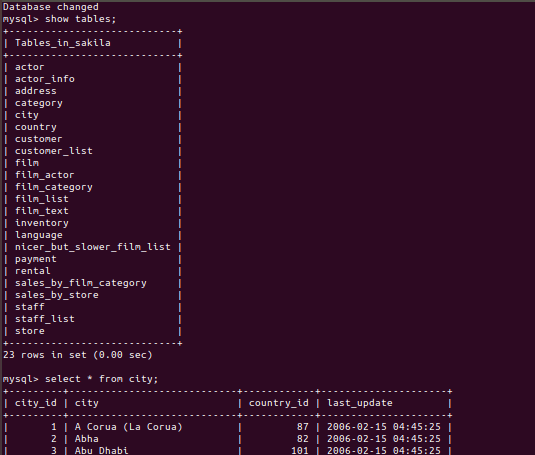 Database changed
mysql> show tables;
+----------------------------+
| Tables_in_sakila           |
+----------------------------+
| actor                      |
| actor_info                 |
| address                    |
| category                   |
| city                       |
| country                    |
| customer                   |
| customer_list              |
| film                       |
| film_actor                 |
| film_category              |
| film_list                  |
| film_text                  |
| inventory                  |
| language                   |
| nicer_but_slower_film_list |
| payment                    |
| rental                     |
| sales_by_film_category     |
| sales_by_store             |
| staff                      |
| staff_list                 |
| store                      |
+----------------------------+
23 rows in set (0.00 sec)
mysql> select * from city;
+---------+----------------------------+------------+---------------------+
| city_id | city                       | country_id | last_update         |
+---------+----------------------------+------------+---------------------+
|       1 | A Corua (La Corua)         |         87 | 2006-02-15 04:45:25 |
|       2 | Abha                       |         82 | 2006-02-15 04:45:25 |
|       3 | Abu Dhabi                  |        101 | 2006-02-15 04:45:25 |